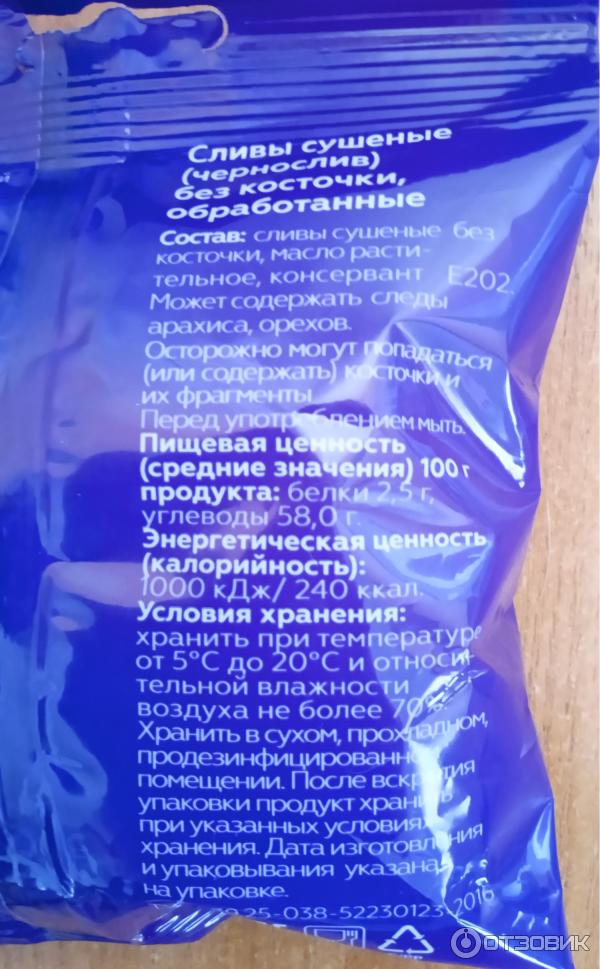 Сливы сушеные
(чернослив)
без косточки,
обработанные
Состав: сливы сушеные без
косточки, масло расти-
тельное, консервант Е202.
Может содержать следы
арахиса, орехов.
Осторожно могут попадаться
(или содержать) косточки и
их фрагменты
Перед употреблением мыть.
Пищевая ценность
(средние значения) 100 г
продукта: белки 2,5 г,
углеводы 58,0 г.
Энергетическая ценность
(калорийность):
1000 кДж/ 240 ккал.
Условия хранения:
хранить при температуре
от 5°С до 20°С и относи-
тельной влажности
воздуха не более 70%.
Хранить в сухом, прохладном,
продезинфицированном
помещении. После вскрытия
упаковки продукт хранить
при указанных условиях
хранения. Дата изготовления
и упаковывания указана
на упаковке.
25-038-52230123-2016
ОТЗОВИК